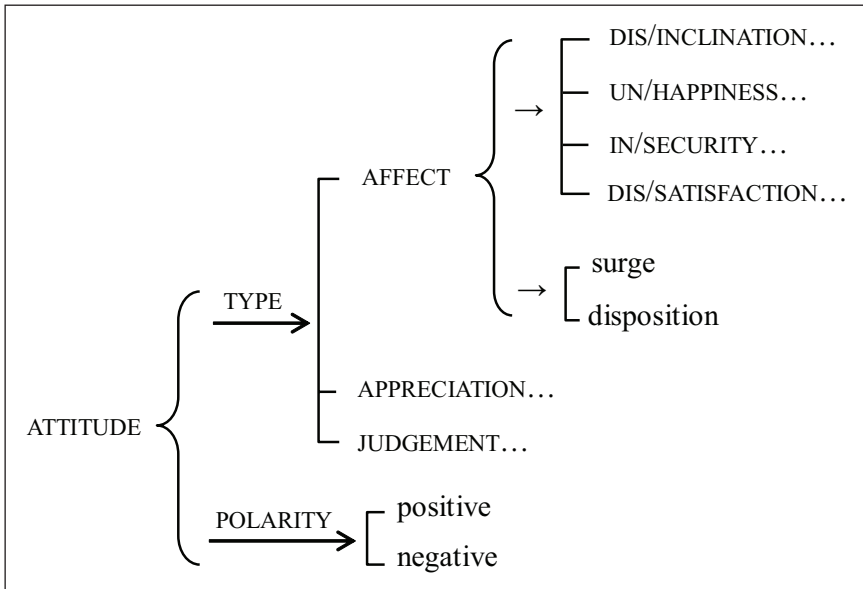 DIS/INCLINATION…
UN/HAPPINESS…
→
IN/SECURITY…
AFFECT
DIS/SATISFACTION…
surge
→
TYPE
disposition
APPRECIATION…
ATTITUDE
JUDGEMENT…
positive
POLARITY
negative